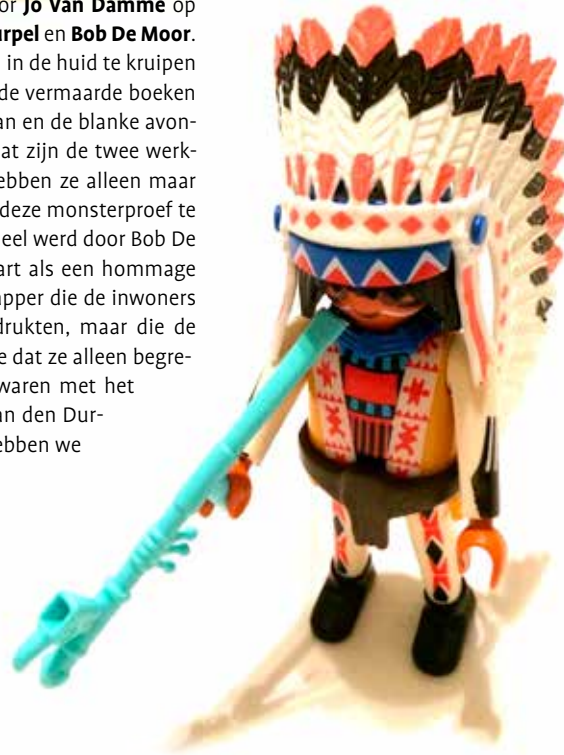 or Jo Van Damme op
urpel en Bob De Moor.
in de huid te kruipen
de vermaarde boeken
an en de blanke avon-
at zijn de twee werk-
ebben ze alleen maar
deze monsterproef te
eel werd door Bob De
art als een hommage
apper die de inwoners
drukten, maar die de
e dat ze alleen begre-
waren met het
an den Dur-
ebben we